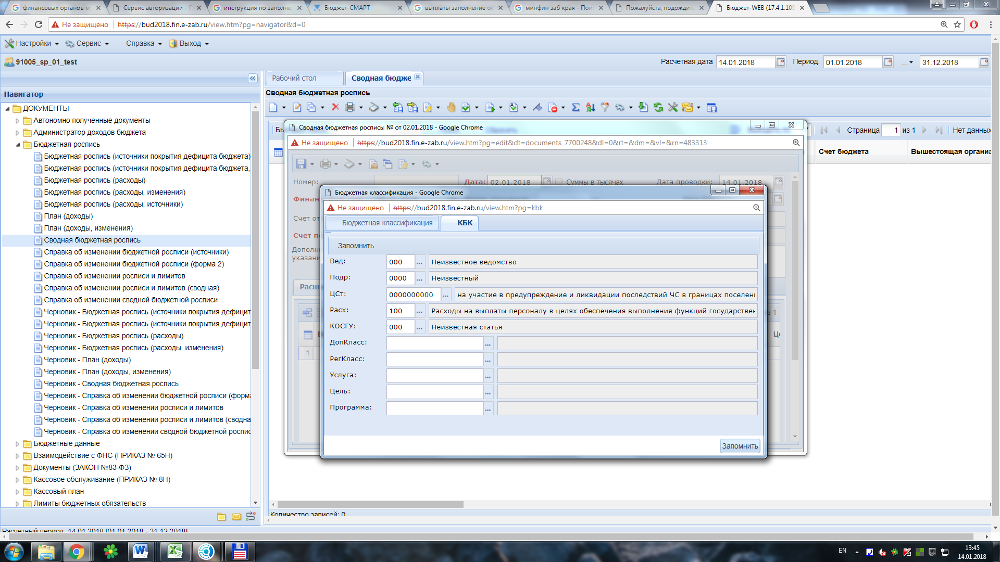 финансовых органов му
Сервис авторизации - Г
инструкция по заполне
Бюджет-СМАРТ
выплаты заполнение ос
минфин заб края - Пои
Пожалуйста, подождите
Бюджет-WEB (17.4.1.109
Не защищено https://bud2018.fin.e-zab.ru/view.htm?pg=navigator&d=0
Настройки Сервис Справка Выход
91005_sp_01_test
Расчетная дата 14.01.2018 Период: 01.01.2018 ... 31.12.2018
Навигатор
ДОКУМЕНТЫ
Автономно полученные документы
Администратор доходов бюджета
Бюджетная роспись
Бюджетная роспись (источники покрытия дефицита бюджета)
Бюджетная роспись (источники покрытия дефицита бюджета,
Бюджетная роспись (расходы)
Бюджетная роспись (расходы, изменения)
Бюджетная роспись (расходы, источники)
План (доходы)
План (доходы, изменения)
Сводная бюджетная роспись
Справка об изменении бюджетной росписи (источники)
Справка об изменении бюджетной росписи (форма 2)
Справка об изменении росписи и лимитов
Справка об изменении росписи и лимитов (сводная)
Справка об изменении сводной бюджетной росписи
Черновик - Бюджетная роспись (источники покрытия дефицит
Черновик - Бюджетная роспись (источники покрытия дефицит
Черновик - Бюджетная роспись (расходы)
Черновик - Бюджетная роспись (расходы, изменения)
Черновик - План (доходы)
Черновик - План (доходы, изменения)
Черновик - Сводная бюджетная роспись
Черновик - Справка об изменении бюджетной росписи (форма
Черновик - Справка об изменении росписи и лимитов
Черновик - Справка об изменении росписи и лимитов (сводна
Черновик - Справка об изменении сводной бюджетной роспис
Бюджетные данные
Взаимодействие с ФНС (ПРИКАЗ № 65Н)
Документы (ЗАКОН №83-ФЗ)
Кассовое обслуживание (ПРИКАЗ № 8Н)
Кассовый план
Лимиты бюджетных обязательств
Расчетный период: 14.01.2018 [01.01.2018 - 31.12.2018]
Рабочий стол
Сводная бюдже
Сводная бюджетная роспись
Страница 1 из 1 Нет данных
Счет бюджета
Вышестоящая организ
Количество записей: 0
Сводная бюджетная роспись: № от 02.01.2018 - Google Chrome
Не защищено https://bud2018.fin.e-zab.ru/view.htm?pg=edit&dt=documents_7700248&dl=0&rt=&dm=&vl=&rn=483313
Номер: Дата: 02.01.2018 Суммы в тысячах Дата проводки: 14.01.2018
Финан
Счет от
Счет по
Дополн
указани
Расш
1
Бюджетная классификация - Google Chrome
Не защищено https://bud2018.fin.e-zab.ru/view.htm?pg=kbk
Бюджетная классификация
КБК
Запомнить
Вед: 000 ... Неизвестное ведомство
Подр: 0000 ... Неизвестный
ЦСт: 0000000000 ... на участие в предупреждение и ликвидации последствий ЧС в границах поселени
Расх: 100 ... Расходы на выплаты персоналу в целях обеспечения выполнения функций государствен
КОСГУ: 000 ... Неизвестная статья
ДопКласс: ...
РегКласс: ...
Услуга: ...
Цель: ...
Программа: ...
Запомнить
EN
13:45
14.01.2018